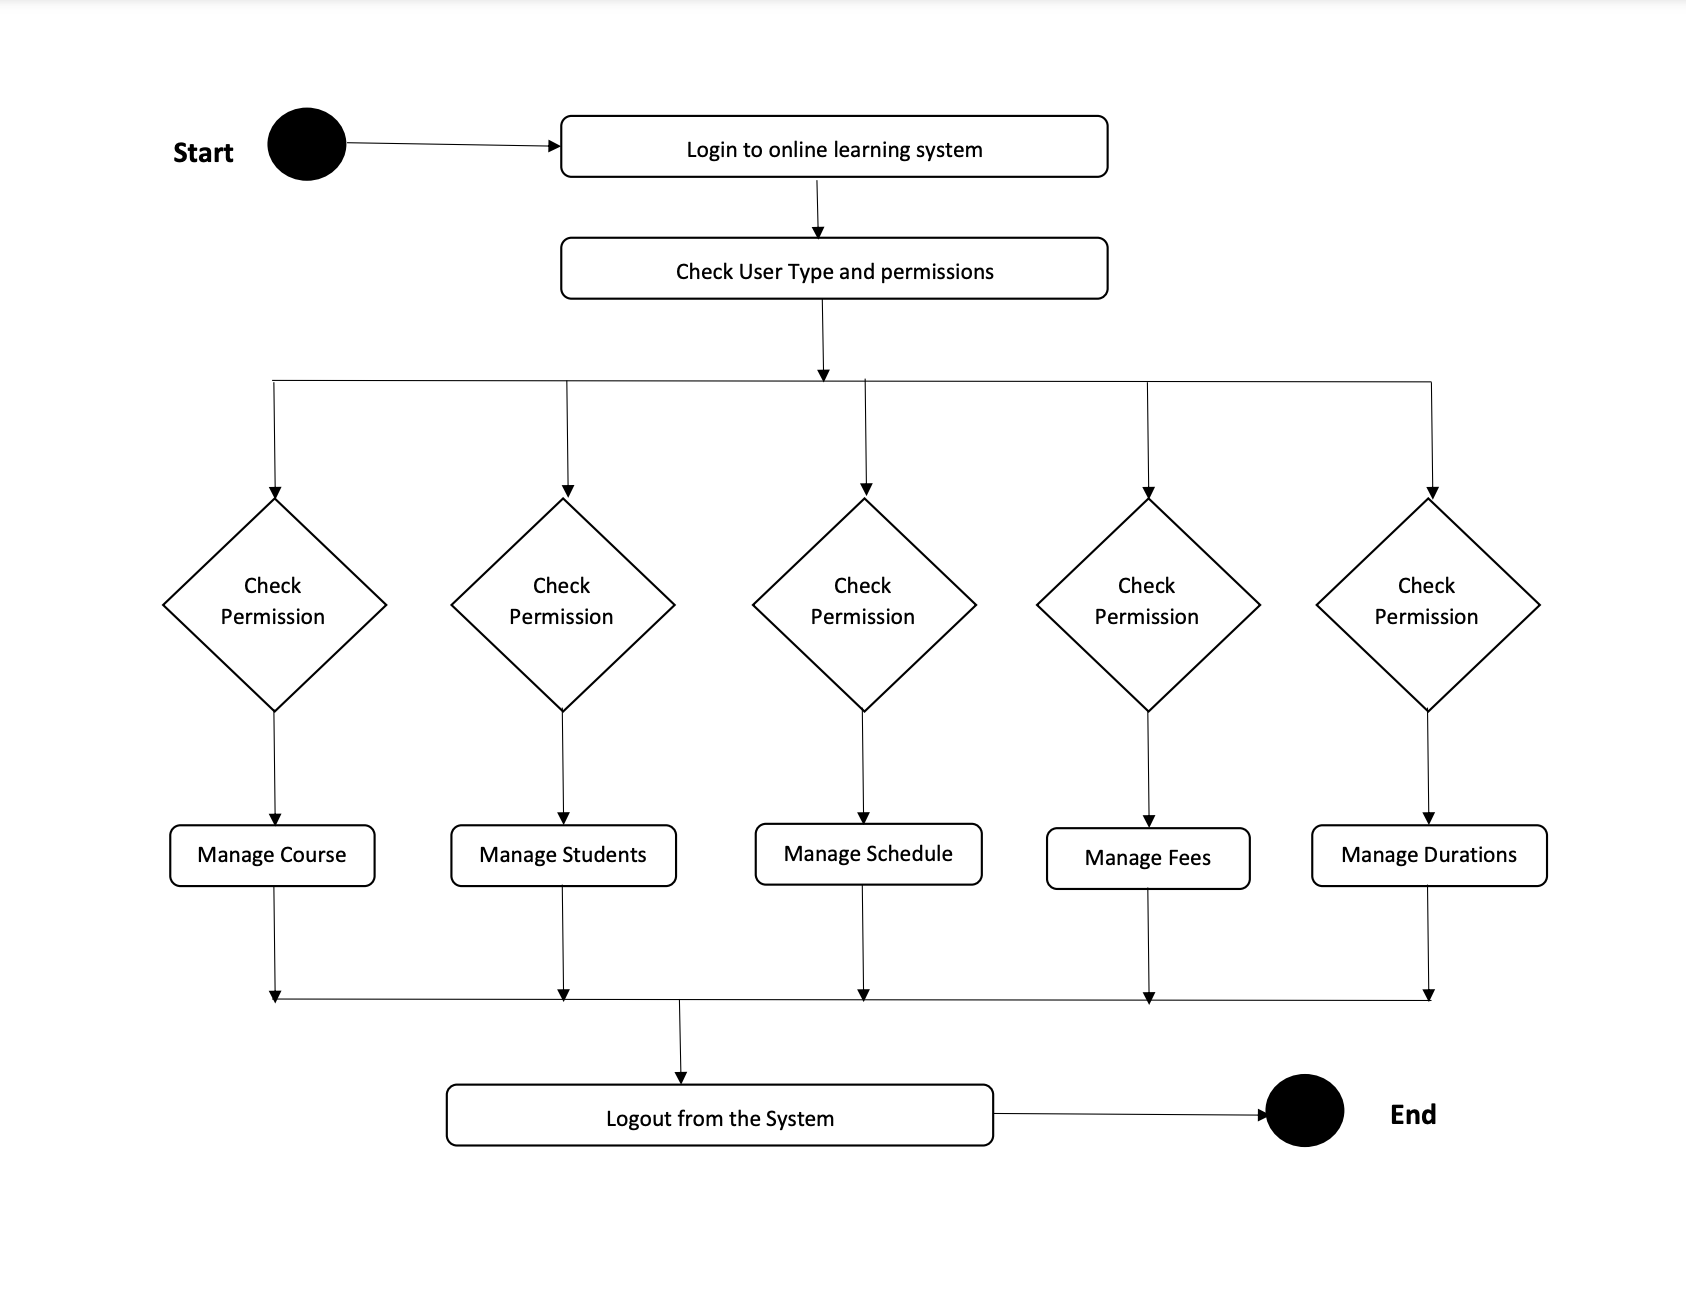 Start
Login to online learning system
Check User Type and permissions
Check
Permission
Check
Permission
Check
Permission
Check
Permission
Check
Permission
Manage Course
Manage Students
Manage Schedule
Manage Fees
Manage Durations
Logout from the System
End